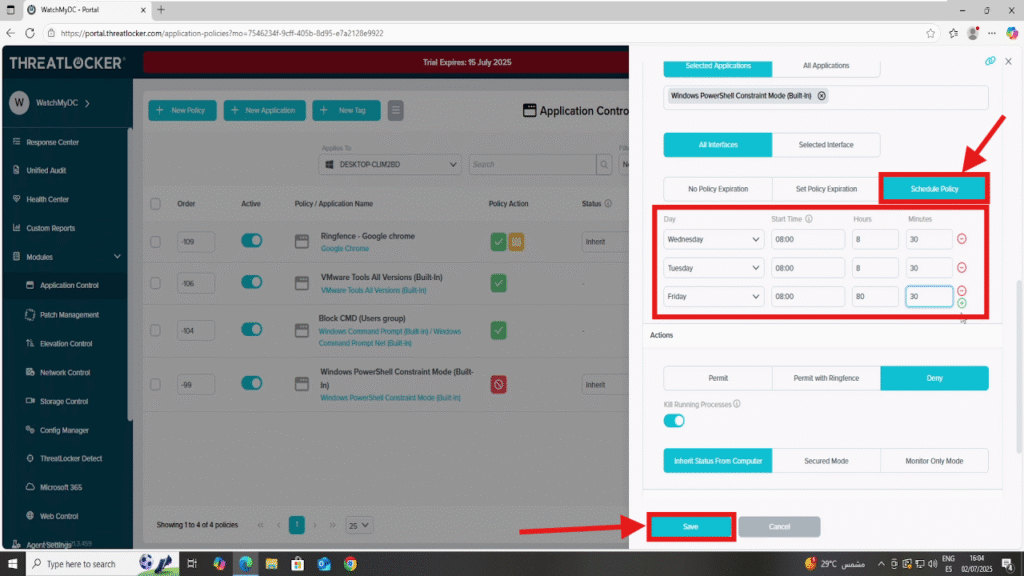 WatchMyDC - Portal
https://portal.threatlocker.com/application-policies?mo=7546234f-9cff-405b-8d95-e7a2128e9922
THREATLOCKER
Trial Expires: 15 July 2025
W WatchMyDC
Response Center
Unified Audit
Health Center
Custom Reports
Modules
Application Control
Patch Management
Elevation Control
Network Control
Storage Control
Config Manager
ThreatLocker Detect
Microsoft 365
Web Control
Agent Settings
+ New Policy + New Application + New Tag
Application Contro
Applies To
DESKTOP-CLIM2BD Search
Order Active Policy / Application Name Policy Action Status
-109 Ringfence - Google chrome Inherit
Google Chrome
-106 VMware Tools All Versions (Built-In) -
VMware Tools All Versions (Built-In)
-104 Block CMD (Users group) -
Windows Command Prompt (Built-In) / Windows
Command Prompt Net (Built-In)
-99 Windows PowerShell Constraint Mode (Built-
In) Inherit
Windows PowerShell Constraint Mode (Built-In)
Showing 1 to 4 of 4 policies 1 25
Selected Applications All Applications
Windows PowerShell Constraint Mode (Built-In)
All Interfaces Selected Interface
No Policy Expiration Set Policy Expiration Schedule Policy
Day Start Time Hours Minutes
Wednesday 08:00 8 30
Tuesday 08:00 8 30
Friday 08:00 80 30
Actions
Permit Permit with Ringfence Deny
Kill Running Processes
Inherit Status From Computer Secured Mode Monitor Only Mode
Save Cancel
Type here to search
29°C مشمس
ENG
ES
16:04
02/07/2025